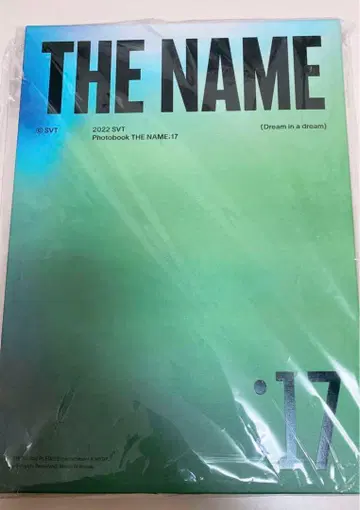 THE NAME
© SVT 2022 SVT (Dream in a dream)
Photobook THE NAME:17
:17